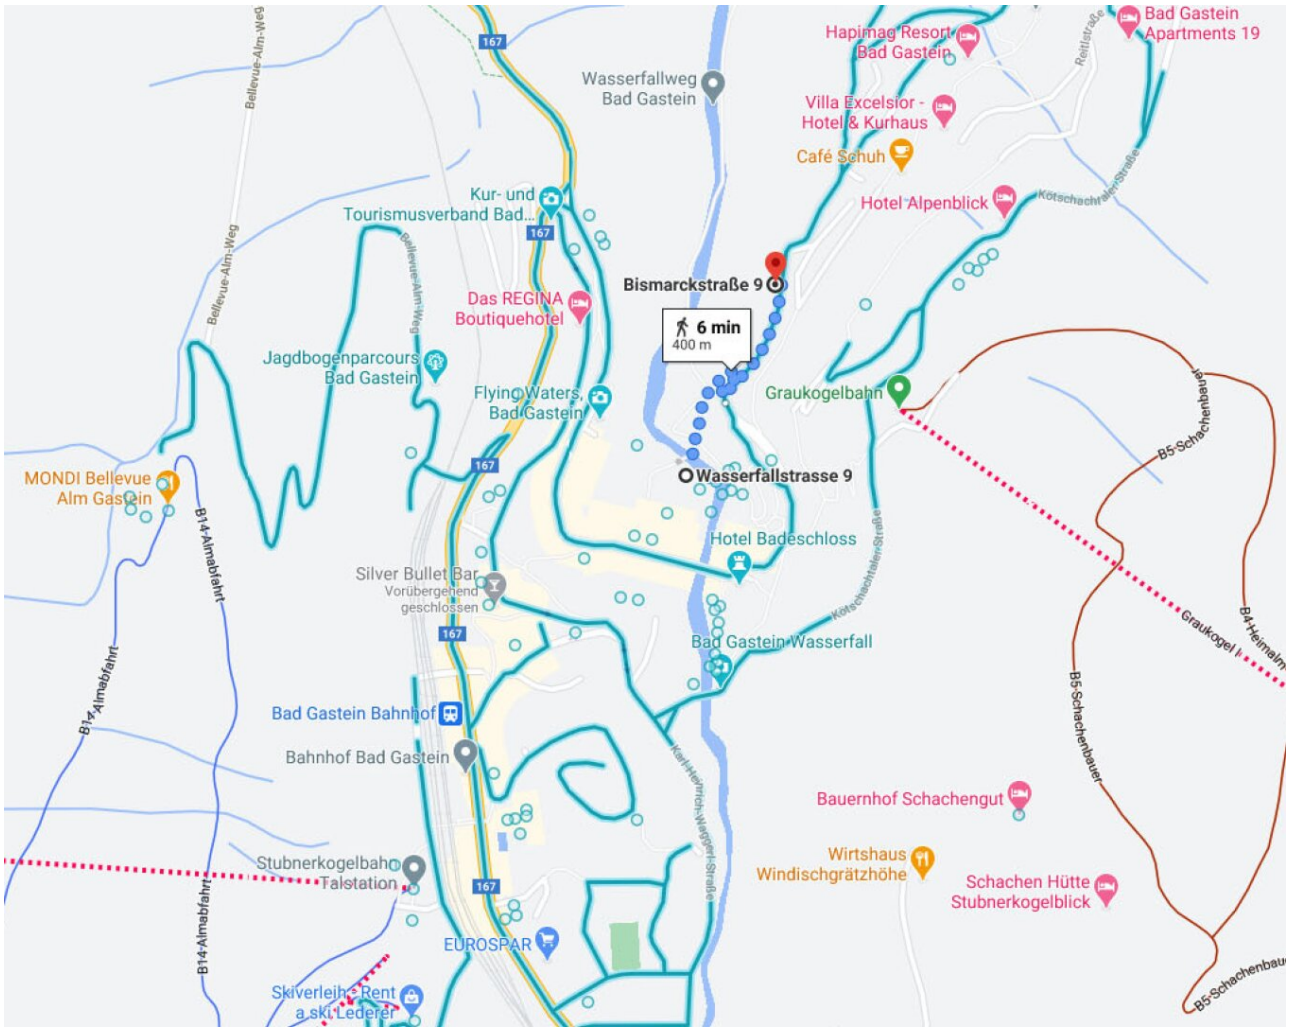 Bellevue-Alm-Weg
167
Hapimag Resort
Bad Gastein
Bad Gastein
Apartments 19
Reitlstraße
Wasserfallweg
Bad Gastein
Villa Excelsior -
Hotel & Kurhaus
Café Schuh
Kötschachtaler Straße
Hotel Alpenblick
Kur- und
Tourismusverband Bad...
167
Bellevue-Alm-Weg
Bellevue-Alm-Weg
Bismarckstraße 9
Das REGINA
Boutiquehotel
6 min
400 m
Jagdbogenparcours
Bad Gastein
Flying Waters,
Bad Gastein
Graukogelbahn
B5-Schachenbauer
167
MONDI Bellevue
Alm Gastein
Wasserfallstrasse 9
B14-Almabfahrt
Kötschachtaler-Straße
Hotel Badeschloss
Silver Bullet Bar
Vorübergehend
geschlossen
167
Bad Gastein Wasserfall
Graukogel I
B4-Heimalm
B14-Almabfahrt
Bad Gastein Bahnhof
Bahnhof Bad Gastein
Karl-Heinrich-Waggerl-Straße
B5-Schachenbauer
Bauernhof Schachengut
Stubnerkogelbahn
Talstation
167
Wirtshaus
Windischgrätzhöhe
Schachen Hütte
Stubnerkogelblick
B14-Almabfahrt
EUROSPAR
B5-Schachenbaue
Skiverleih - Rent
a ski Lederer